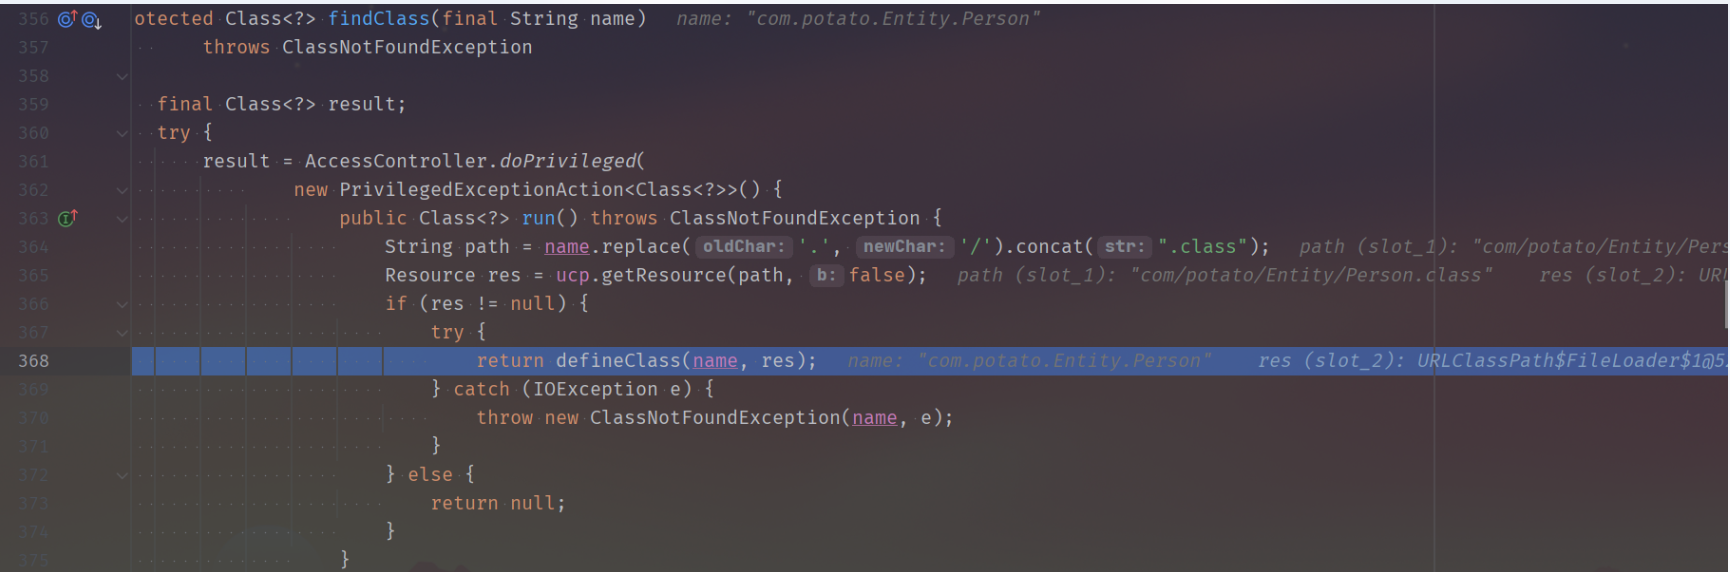 356 otected Class<?> findClass(final String name) name: "com.potato.Entity.Person"
357 throws ClassNotFoundException
358
359 final Class<?> result;
360 try {
361 result = AccessController.doPrivileged(
362 new PrivilegedExceptionAction<Class<?>>() {
363 public Class<?> run() throws ClassNotFoundException {
364 String path = name.replace( oldChar: '.', newChar: '/').concat( str: ".class"); path (slot_1): "com/potato/Entity/Pers
365 Resource res = ucp.getResource(path, b: false); path (slot_1): "com/potato/Entity/Person.class" res (slot_2): URL
366 if (res != null) {
367 try {
368 return defineClass(name, res); name: "com.potato.Entity.Person" res (slot_2): URLClassPath$FileLoader$1@5
369 } catch (IOException e) {
370 throw new ClassNotFoundException(name, e);
371 }
372 } else {
373 return null;
374 }
375 }